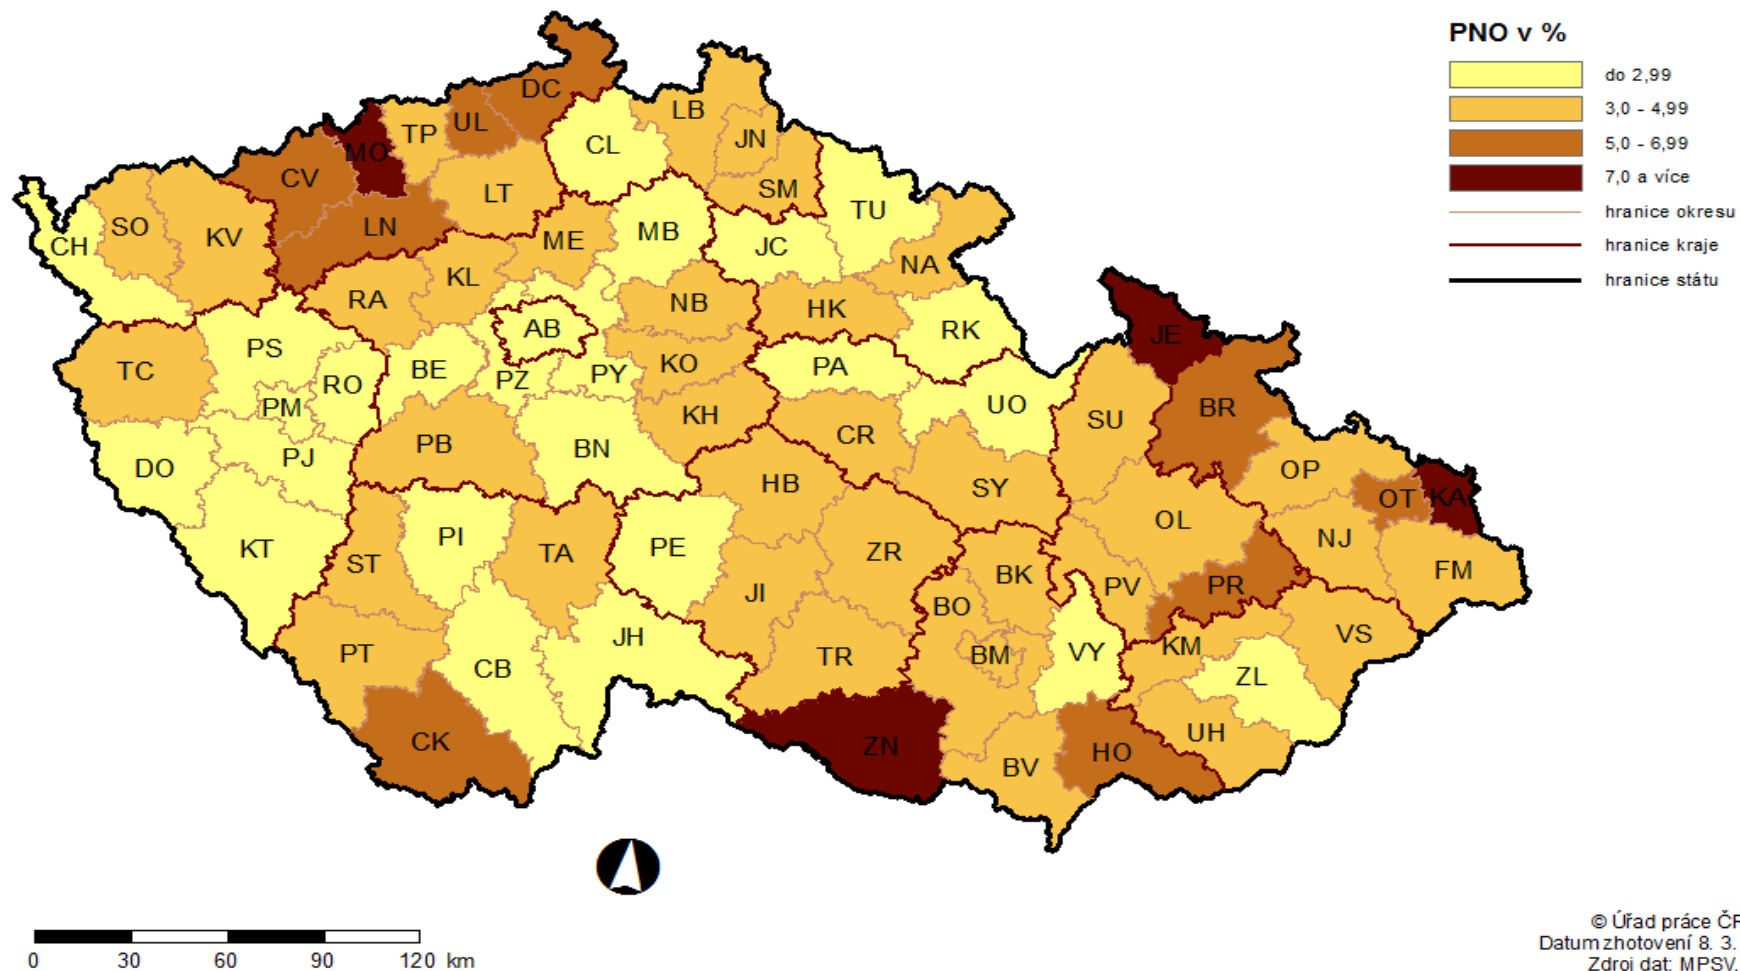 PNO v %
do 2,99
3,0 - 4,99
5,0 - 6,99
7,0 a více
hranice okresu
hranice kraje
hranice státu
DC
LB
UL
TP
JN
CL
MO
CV
SM
LT
TU
SO
LN
KV
ME
MB
CH
JC
NA
KL
RA
NB
HK
AB
RK
JE
PS
TC
BE
KO
PA
RO
PZ
PY
PM
UO
BR
KH
SU
CR
PB
BN
PJ
DO
HB
OP
SY
OT
KA
OL
PI
NJ
KT
PE
TA
ZR
ST
FM
BK
PR
PV
JI
BO
VS
JH
KM
PT
TR
BM
VY
CB
ZL
UH
CK
ZN
HO
BV
0 30 60 90 120 km
© Úřad práce ČR
Datum zhotovení 8. 3.
Zdroj dat: MPSV.